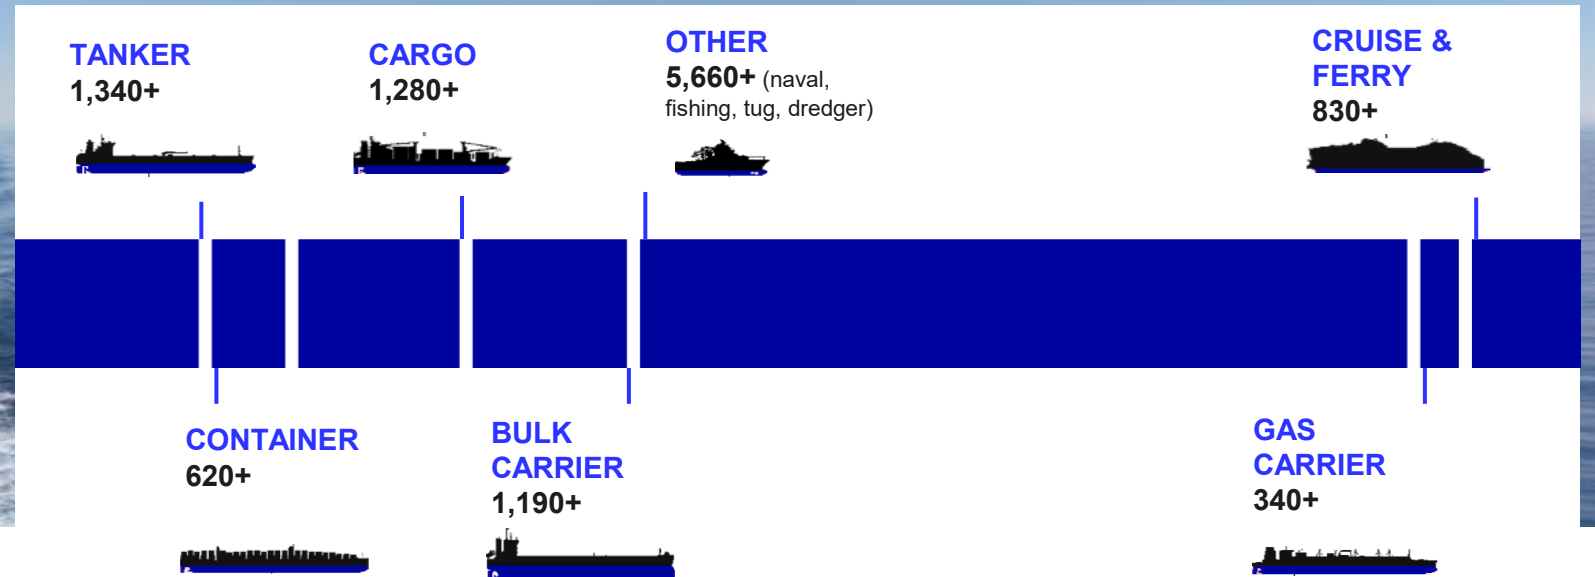 TANKER
1,340+
CARGO
1,280+
OTHER
5,660+ (naval,
fishing, tug, dredger)
CRUISE &
FERRY
830+
CONTAINER
620+
BULK
CARRIER
1,190+
GAS
CARRIER
340+